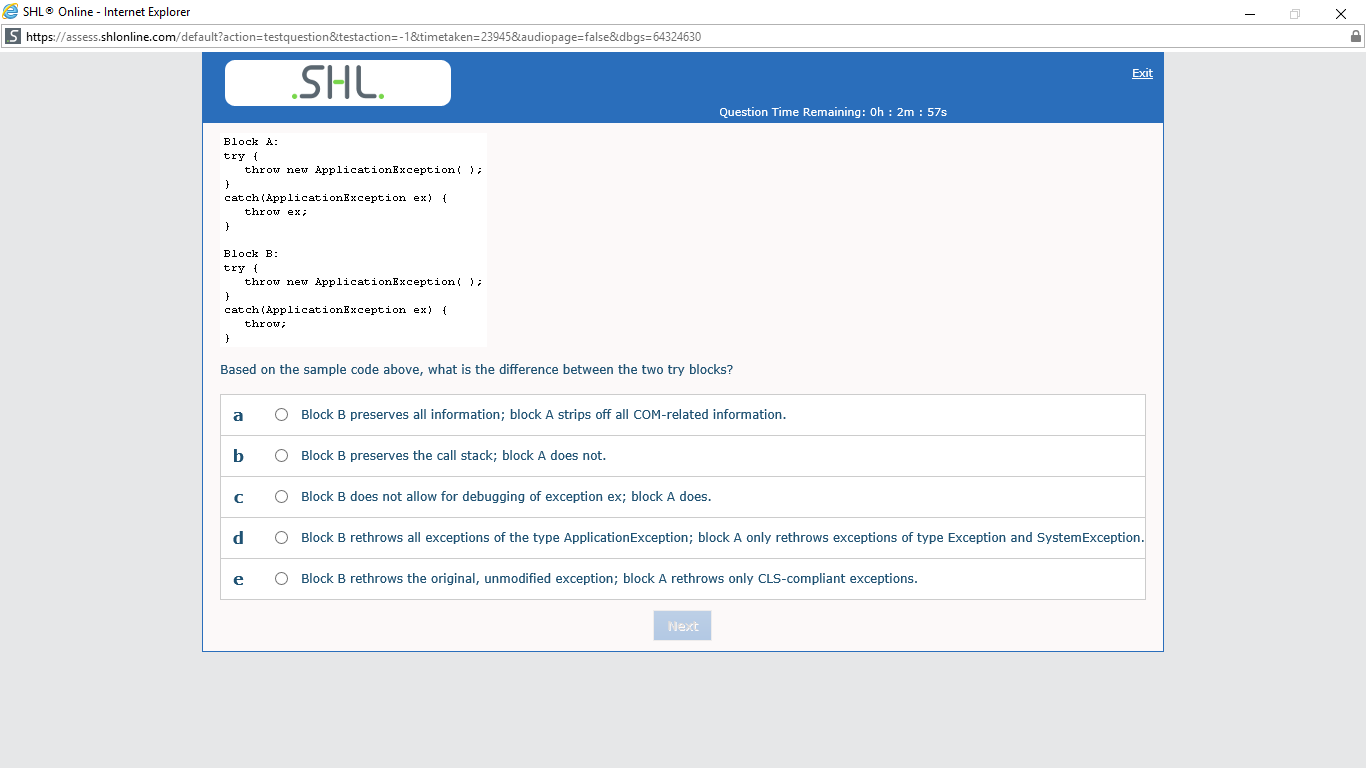 SHL® Online - Internet Explorer
https://assess.shlonline.com/default?action=testquestion&testaction=-1&timetaken=23945&audiopage=false&dbgs=64324630
SHL
Exit
Question Time Remaining: 0h : 2m : 57s
Block A:
try {
throw new ApplicationException( );
}
catch(ApplicationException ex) {
throw ex;
}
Block B:
try {
throw new ApplicationException( );
}
catch(ApplicationException ex) {
throw;
}
Based on the sample code above, what is the difference between the two try blocks?
a Block B preserves all information; block A strips off all COM-related information.
b Block B preserves the call stack; block A does not.
c Block B does not allow for debugging of exception ex; block A does.
d Block B rethrows all exceptions of the type ApplicationException; block A only rethrows exceptions of type Exception and SystemException.
e Block B rethrows the original, unmodified exception; block A rethrows only CLS-compliant exceptions.
Next